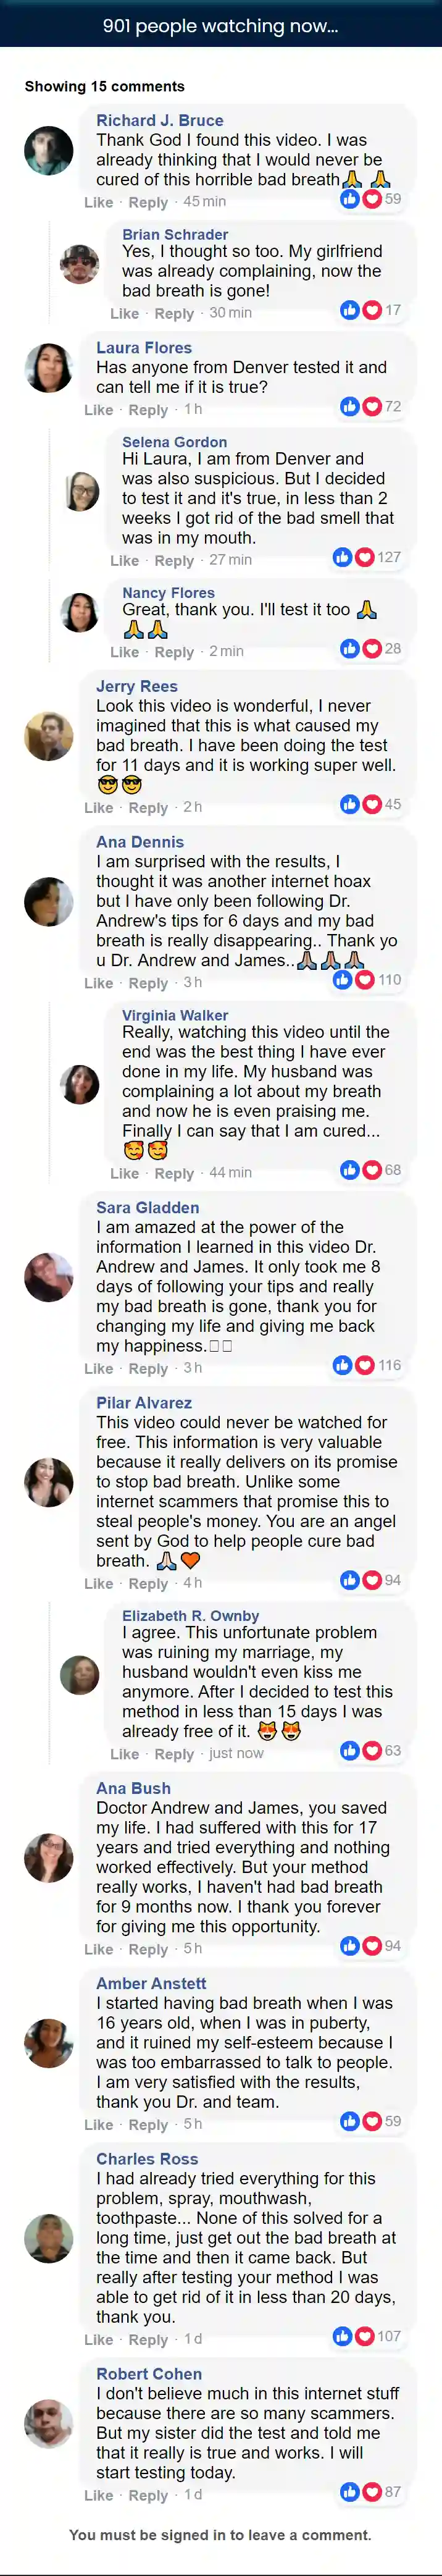 901 people watching now...
Showing 15 comments
Richard J. Bruce
Thank God I found this video. I was
already thinking that I would never be
cured of this horrible bad breath🙏 🙏
Like · Reply · 45 min
59
Brian Schrader
Yes, I thought so too. My girlfriend
was already complaining, now the
bad breath is gone!
Like · Reply · 30 min
17
Laura Flores
Has anyone from Denver tested it and
can tell me if it is true?
Like · Reply · 1 h
72
Selena Gordon
Hi Laura, I am from Denver and
was also suspicious. But I decided
to test it and it's true, in less than 2
weeks I got rid of the bad smell that
was in my mouth.
Like · Reply · 27 min
127
Nancy Flores
Great, thank you. I'll test it too 🙏
🙏🙏
Like · Reply · 2 min
28
Jerry Rees
Look this video is wonderful, I never
imagined that this is what caused my
bad breath. I have been doing the test
for 11 days and it is working super well.
😎😎
Like · Reply · 2 h
45
Ana Dennis
I am surprised with the results, I
thought it was another internet hoax
but I have only been following Dr.
Andrew's tips for 6 days and my bad
breath is really disappearing.. Thank yo
u Dr. Andrew and James..🙏🙏🙏
Like · Reply · 3 h
110
Virginia Walker
Really, watching this video until the
end was the best thing I have ever
done in my life. My husband was
complaining a lot about my breath
and now he is even praising me.
Finally I can say that I am cured...
🥰🥰
Like · Reply · 44 min
68
Sara Gladden
I am amazed at the power of the
information I learned in this video Dr.
Andrew and James. It only took me 8
days of following your tips and really
my bad breath is gone, thank you for
changing my life and giving me back
my happiness.
Like · Reply · 3 h
116
Pilar Alvarez
This video could never be watched for
free. This information is very valuable
because it really delivers on its promise
to stop bad breath. Unlike some
internet scammers that promise this to
steal people's money. You are an angel
sent by God to help people cure bad
breath. 🙏🧡
Like · Reply · 4 h
94
Elizabeth R. Ownby
I agree. This unfortunate problem
was ruining my marriage, my
husband wouldn't even kiss me
anymore. After I decided to test this
method in less than 15 days I was
already free of it. 😻😻
Like · Reply · just now
63
Ana Bush
Doctor Andrew and James, you saved
my life. I had suffered with this for 17
years and tried everything and nothing
worked effectively. But your method
really works, I haven't had bad breath
for 9 months now. I thank you forever
for giving me this opportunity.
Like · Reply · 5 h
94
Amber Anstett
I started having bad breath when I was
16 years old, when I was in puberty,
and it ruined my self-esteem because I
was too embarrassed to talk to people.
I am very satisfied with the results,
thank you Dr. and team.
Like · Reply · 5 h
59
Charles Ross
I had already tried everything for this
problem, spray, mouthwash,
toothpaste... None of this solved for a
long time, just get out the bad breath at
the time and then it came back. But
really after testing your method I was
able to get rid of it in less than 20 days,
thank you.
Like · Reply · 1 d
107
Robert Cohen
I don't believe much in this internet stuff
because there are so many scammers.
But my sister did the test and told me
that it really is true and works. I will
start testing today.
Like · Reply · 1 d
87
You must be signed in to leave a comment.